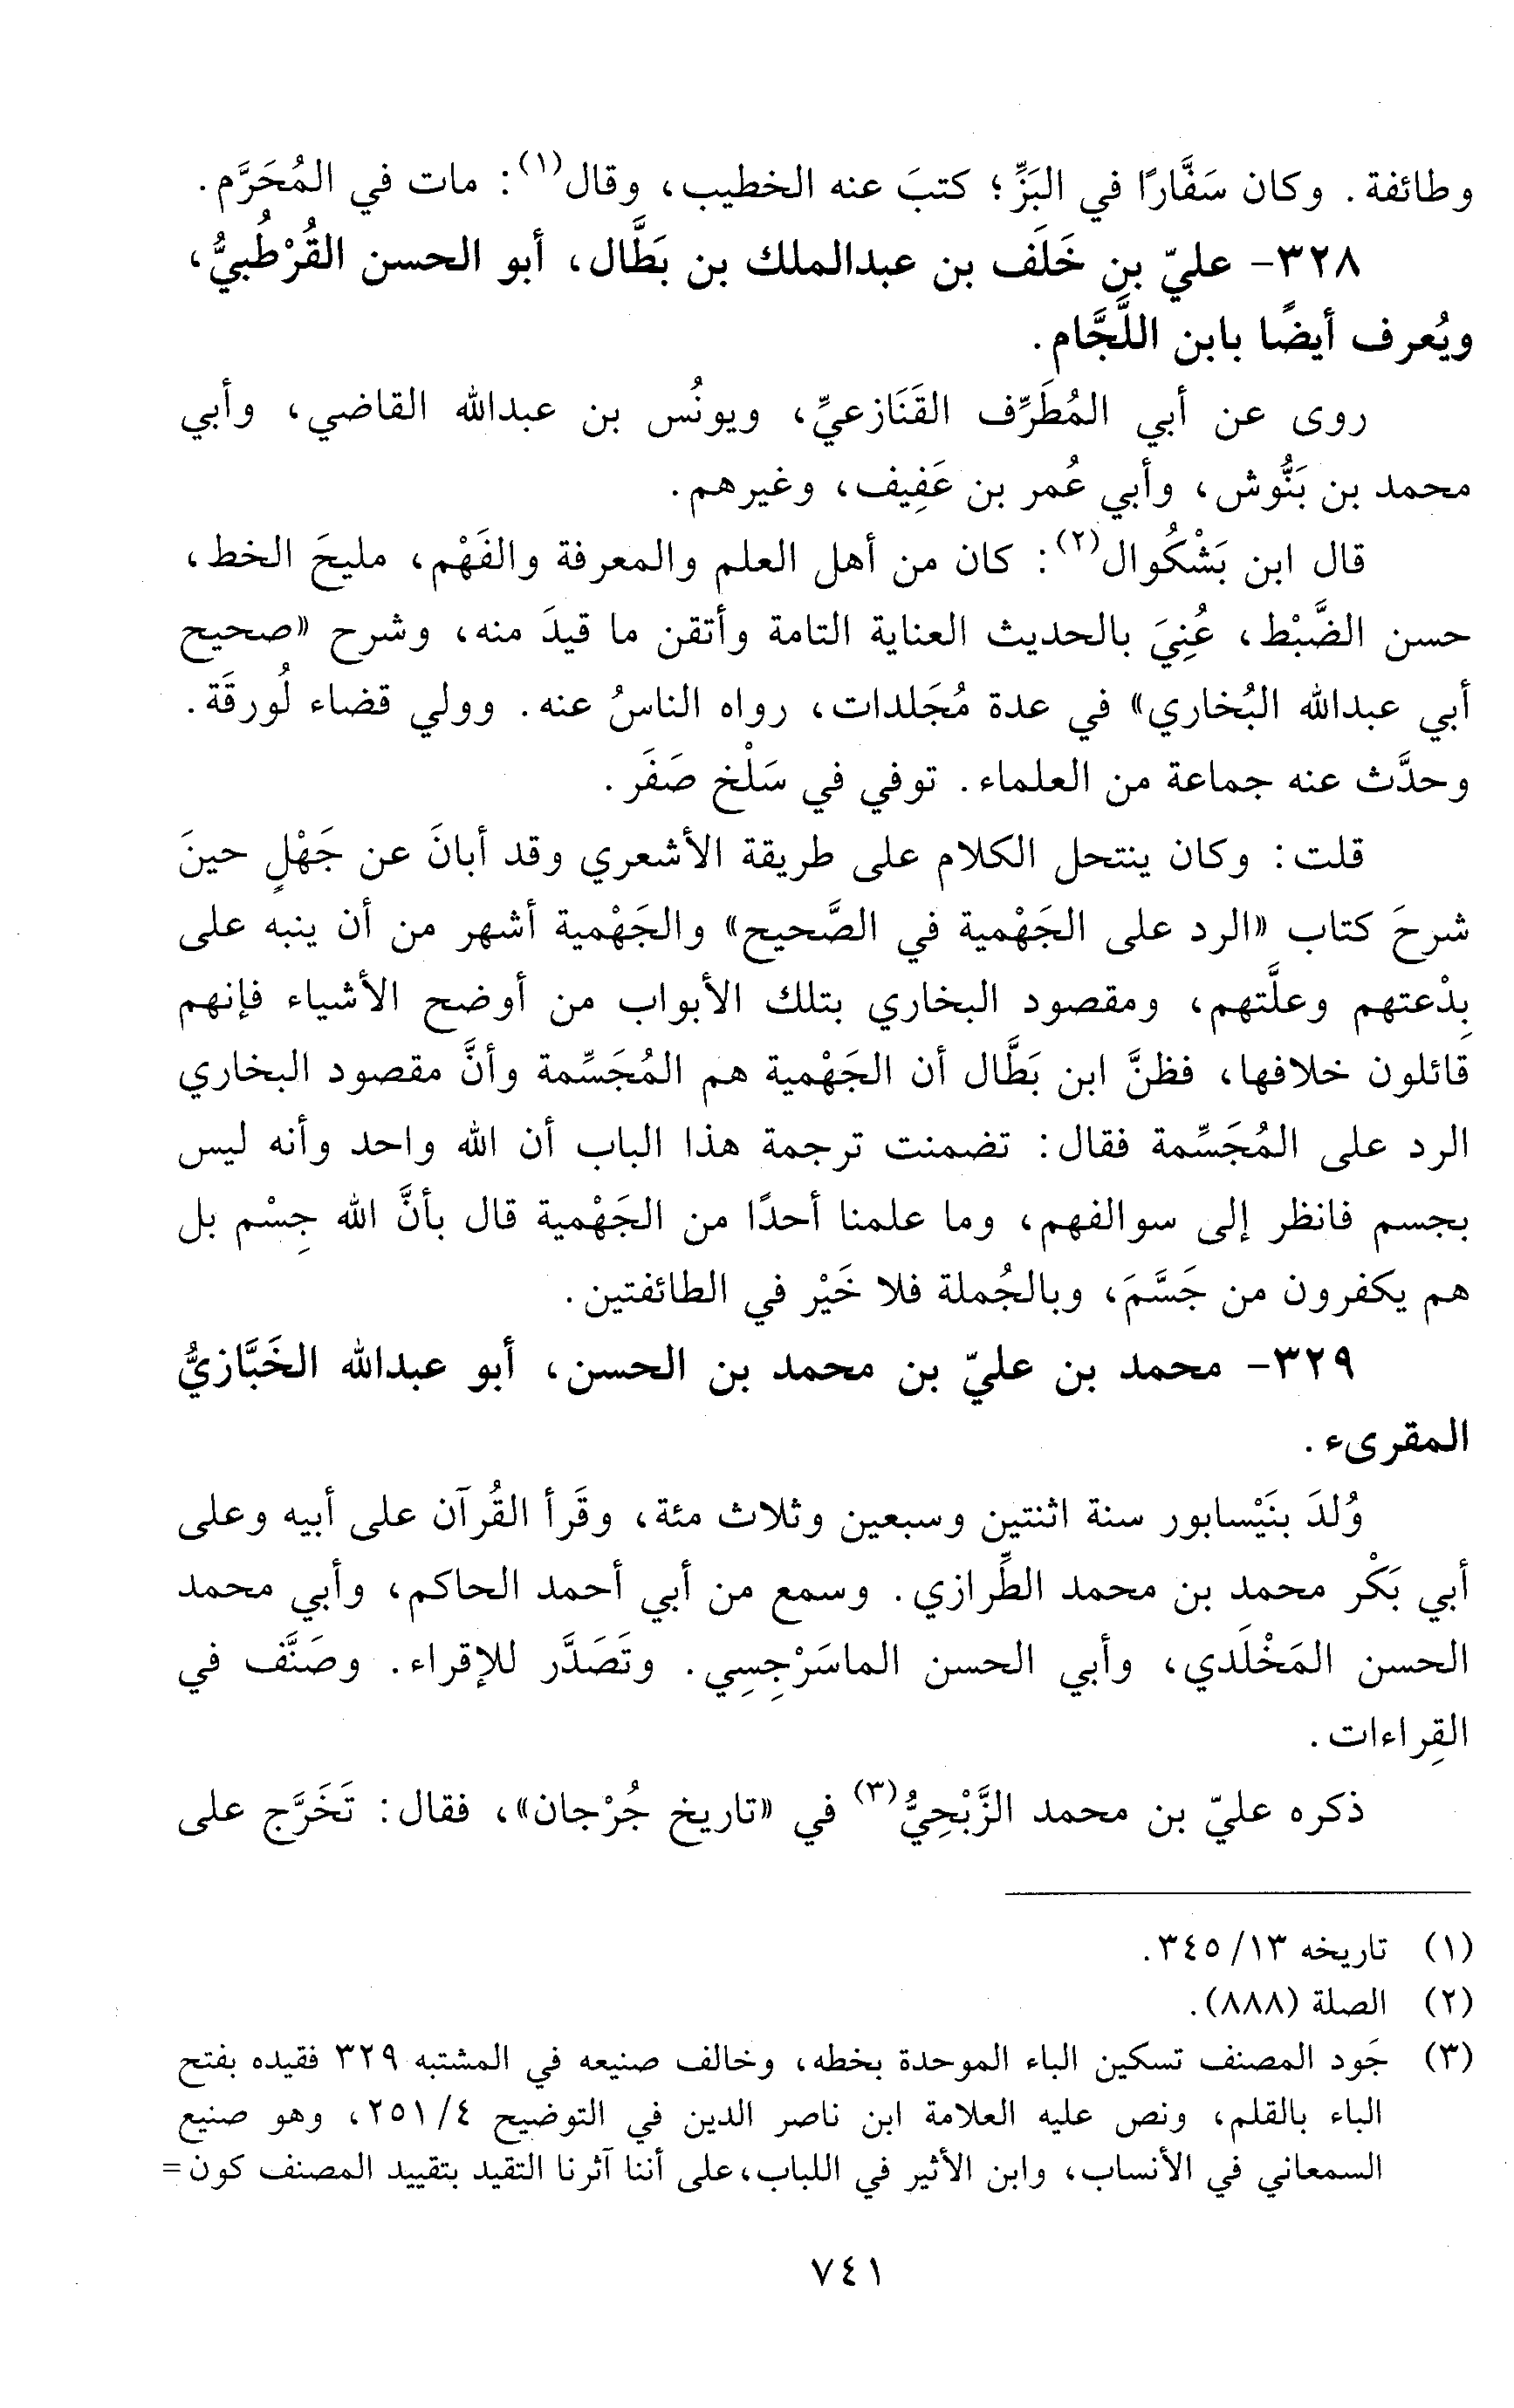 وطائفة. وكان سَفَّارًا في البَزِّ؛ كتبَ عنه الخطيب، وقال(١): مات في المُحَرَّم.
٣٢٨- عليّ بن خَلَف بن عبدالملك بن بَطَّال، أبو الحسن القُرْطُبيُّ،
ويُعرف أيضًا بابن اللَّجَّام.
روى عن أبي المُطَرِّف القَنَازعيِّ، ويونُس بن عبدالله القاضي، وأبي
محمد بن بَنُّوش، وأبي عُمر بن عَفِيف، وغيرهم.
قال ابن بَشْكُوال(٢): كان من أهل العلم والمعرفة والفَهْم، مليحَ الخط،
حسن الضَّبْط، عُنِيَ بالحديث العناية التامة وأتقن ما قيدَ منه، وشرح «صحيح
أبي عبدالله البُخاري» في عدة مُجَلدات، رواه الناسُ عنه. وولي قضاء لُورقَة.
وحدَّث عنه جماعة من العلماء. توفي في سَلْخ صَفَر.
قلت: وكان ينتحل الكلام على طريقة الأشعري وقد أبانَ عن جَهْلٍ حينَ
شرحَ كتاب «الرد على الجَهْمية في الصَّحيح» والجَهْمية أشهر من أن ينبه على
بِدْعتهم وعلَّتهم، ومقصود البخاري بتلك الأبواب من أوضح الأشياء فإنهم
قائلون خلافها، فظنَّ ابن بَطَّال أن الجَهْمية هم المُجَسِّمة وأنَّ مقصود البخاري
الرد على المُجَسِّمة فقال: تضمنت ترجمة هذا الباب أن الله واحد وأنه ليس
بجسم فانظر إلى سوالفهم، وما علمنا أحدًا من الجَهْمية قال بأنَّ الله جِسْم بل
هم يكفرون من جَسَّمَ، وبالجُملة فلا خَيْر في الطائفتين.
٣٢٩- محمد بن عليّ بن محمد بن الحسن، أبو عبدالله الخَبَّازيُّ
المقرىء.
وُلدَ بنَيْسابور سنة اثنتين وسبعين وثلاث مئة، وقَرأ القُرآن على أبيه وعلى
أبي بَكْر محمد بن محمد الطِّرازي. وسمع من أبي أحمد الحاكم، وأبي محمد
الحسن المَخْلَدي، وأبي الحسن الماسَرْجِسِي. وتَصَدَّر للإقراء. وصَنَّف في
القِراءات.
ذكره عليّ بن محمد الزَّبْحِيُّ(٣) في «تاريخ جُرْجان»، فقال: تَخَرَّج على
(١) تاريخه ١٣/ ٣٤٥.
(٢) الصلة (٨٨٨).
(٣) جَود المصنف تسكين الباء الموحدة بخطه، وخالف صنيعه في المشتبه ٣٢٩ فقيده بفتح
الباء بالقلم، ونص عليه العلامة ابن ناصر الدين في التوضيح ٤/ ٢٥١، وهو صنيع
السمعاني في الأنساب، وابن الأثير في اللباب،على أننا آثرنا التقيد بتقييد المصنف كون=
٧٤١